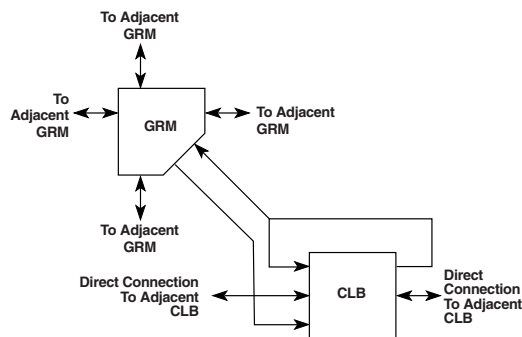 To Adjacent
GRM
To
Adjacent
GRM
GRM
To Adjacent
GRM
To Adjacent
GRM
Direct Connection
To Adjacent
CLB
CLB
Direct
Connection
To Adjacent
CLB